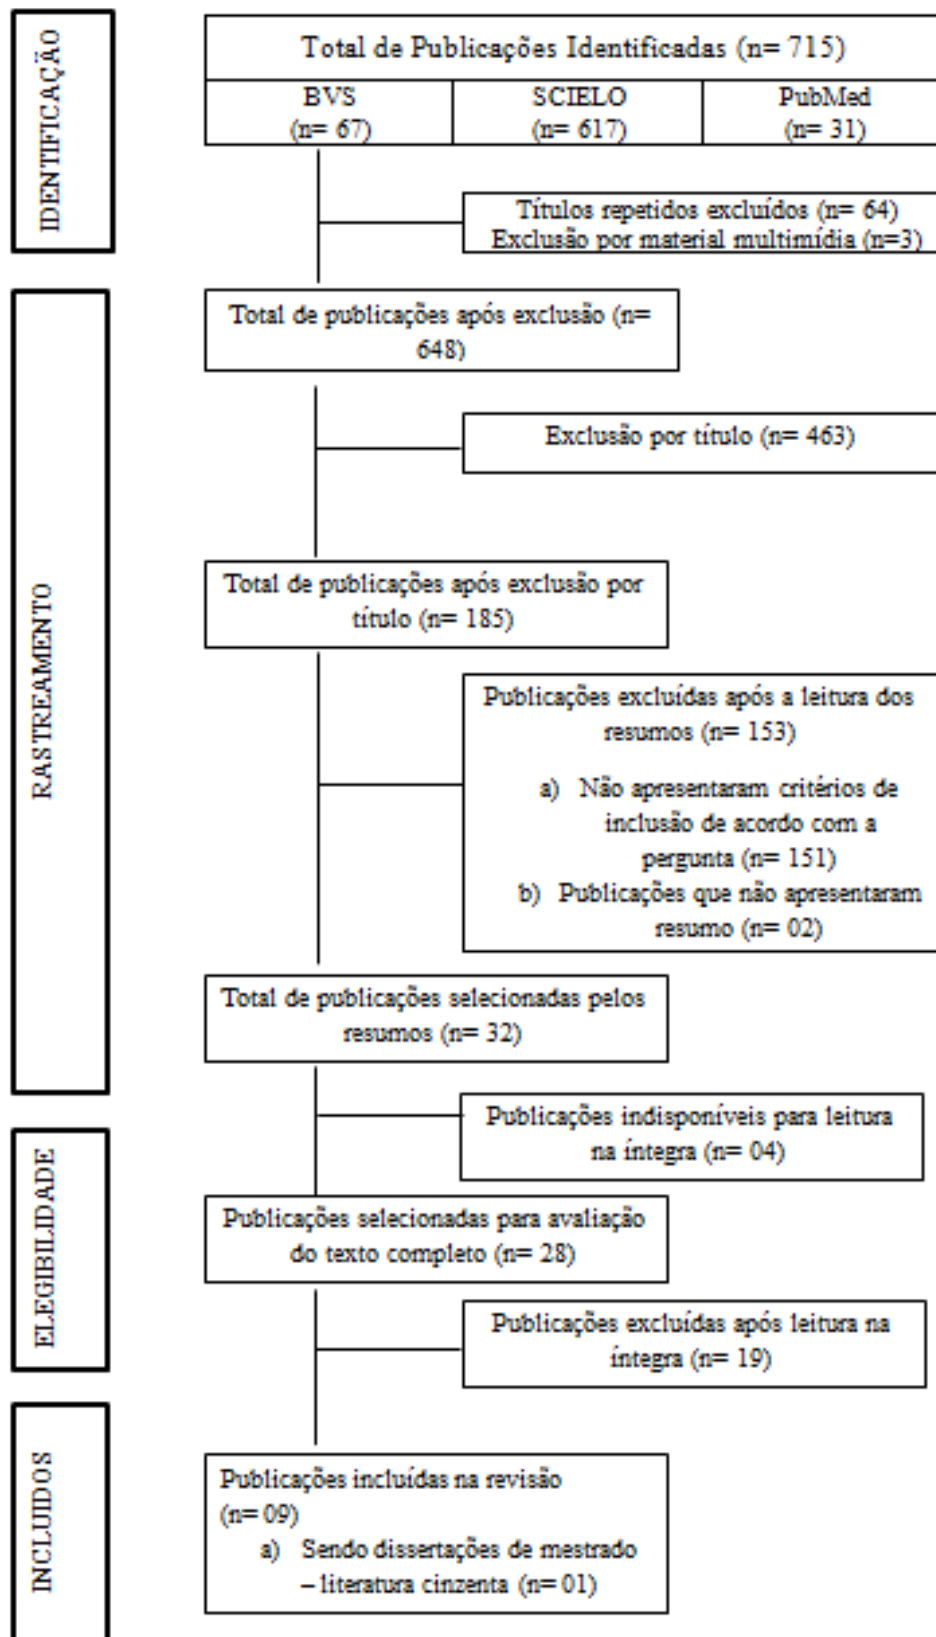 IDENTIFICAÇÃO
Total de Publicações Identificadas (n= 715)
BVS
(n= 67)
SCIELO
(n= 617)
PubMed
(n= 31)
Títulos repetidos excluídos (n= 64)
Exclusão por material multimídia (n=3)
RASTREAMENTO
Total de publicações após exclusão (n=
648)
Exclusão por título (n= 463)
Total de publicações após exclusão por
título (n= 185)
Publicações excluídas após a leitura dos
resumos (n= 153)
a) Não apresentaram critérios de
inclusão de acordo com a
pergunta (n= 151)
b) Publicações que não apresentaram
resumo (n= 02)
Total de publicações selecionadas pelos
resumos (n= 32)
ELEGIBILIDADE
Publicações indisponíveis para leitura
na íntegra (n= 04)
Publicações selecionadas para avaliação
do texto completo (n= 28)
Publicações excluídas após leitura na
íntegra (n= 19)
INCLUIDOS
Publicações incluídas na revisão
(n= 09)
a) Sendo dissertações de mestrado
– literatura cinzenta (n= 01)